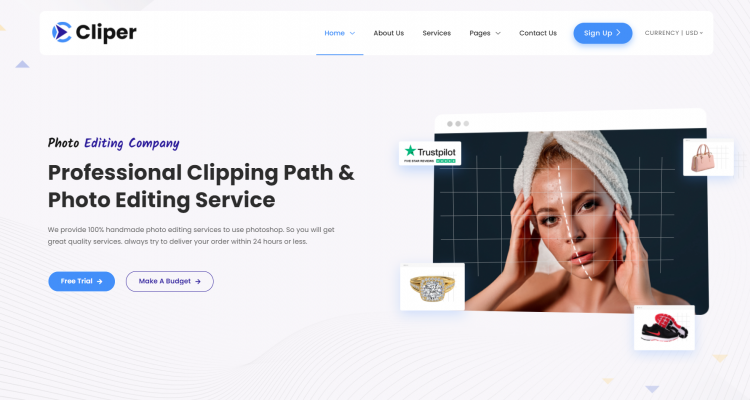 Cliper
Home
About Us
Services
Pages
Contact Us
Sign Up
CURRENCY | USD
Photo Editing Company
Professional Clipping Path &
Photo Editing Service
We provide 100% handmade photo editing services to use photoshop. So you will get
great quality services. always try to deliver your order within 24 hours or less.
Free Trial
Make A Budget
Trustpilot